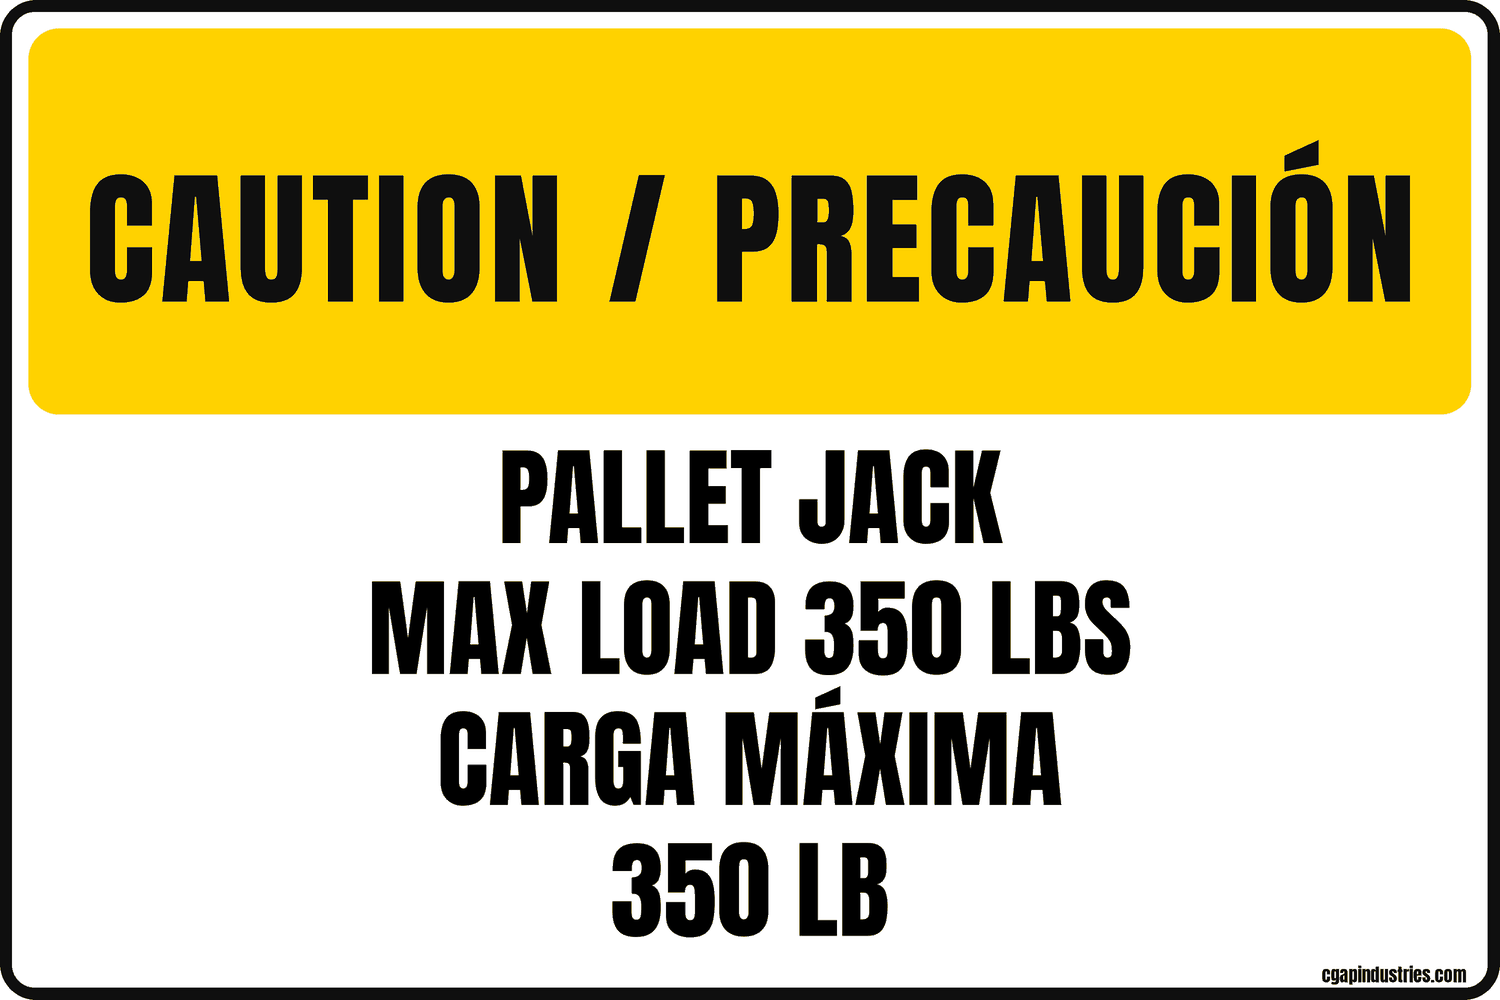 CAUTION / PRECAUCIÓN
PALLET JACK
MAX LOAD 350 LBS
CARGA MÁXIMA
350 LB
cgapindustries.com